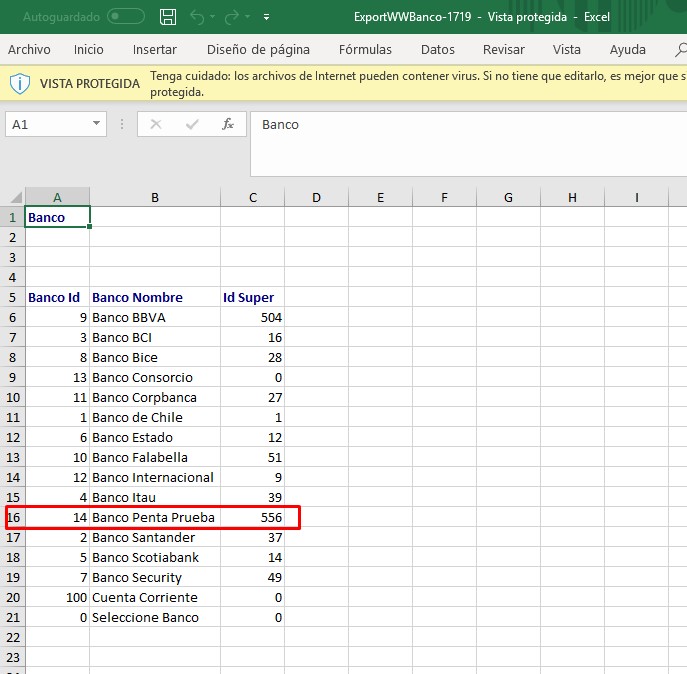 Autoguardado ExportWWBanco-1719 - Vista protegida - Excel
Archivo Inicio Insertar Diseño de página Fórmulas Datos Revisar Vista Ayuda
VISTA PROTEGIDA Tenga cuidado: los archivos de Internet pueden contener virus. Si no tiene que editarlo, es mejor que s
protegida.
A1 fx Banco
A B C D E F G H I
1 Banco
2
3
4
5 Banco Id Banco Nombre Id Super
6 9 Banco BBVA 504
7 3 Banco BCI 16
8 8 Banco Bice 28
9 13 Banco Consorcio 0
10 11 Banco Corpbanca 27
11 1 Banco de Chile 1
12 6 Banco Estado 12
13 10 Banco Falabella 51
14 12 Banco Internacional 9
15 4 Banco Itau 39
16 14 Banco Penta Prueba 556
17 2 Banco Santander 37
18 5 Banco Scotiabank 14
19 7 Banco Security 49
20 100 Cuenta Corriente 0
21 0 Seleccione Banco 0
22
23